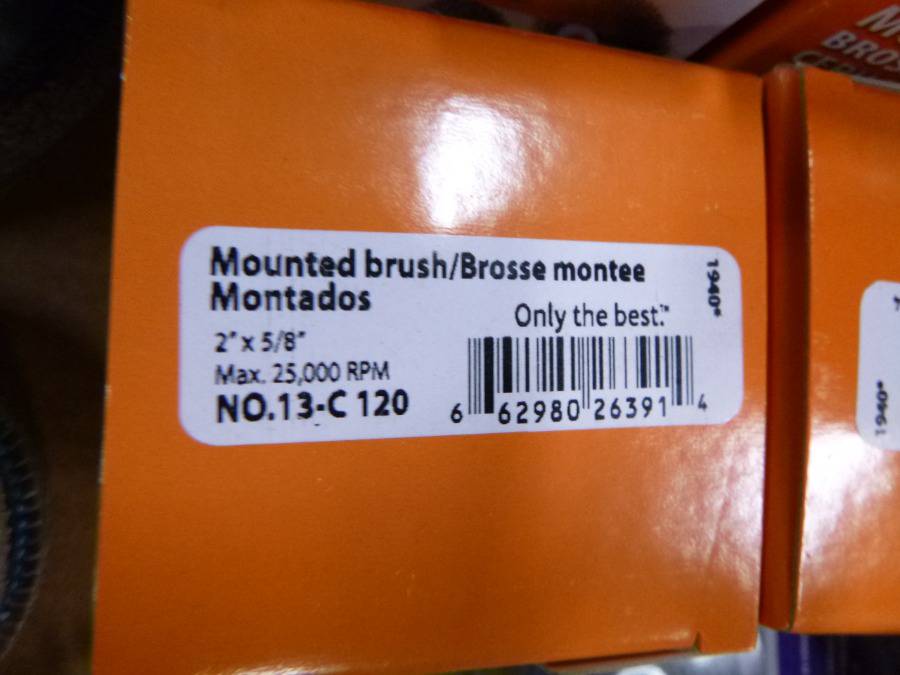 Mounted brush/Brosse montee
Montados
2" x 5/8"
Max. 25,000 RPM
NO.13-C 120
Only the best.™
6 62980 26391 4
1940*
1940*